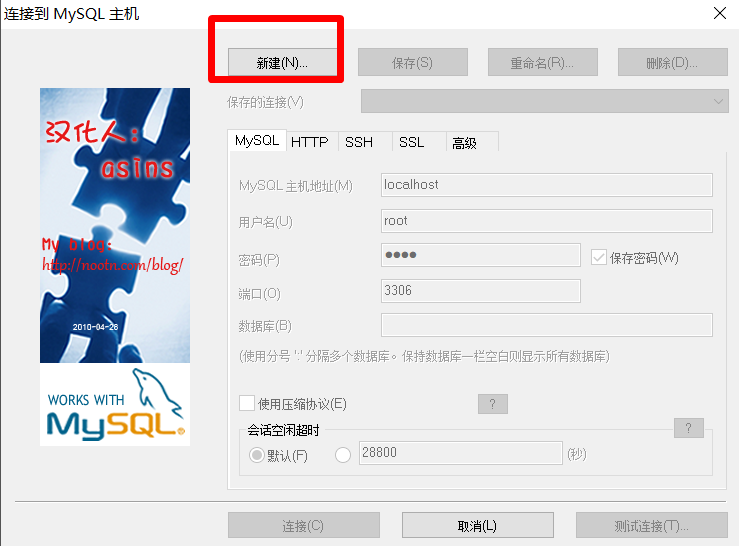 连接到 MySQL 主机
新建(N)... 保存(S) 重命名(R)... 删除(D)...
保存的连接(V)
汉化人:
asins
My blog:
http://nootn.com/blog/
2010-04-26
WORKS WITH
MySQL®
MySQL HTTP SSH SSL 高级
MySQL 主机地址(M) localhost
用户名(U) root
密码(P) ●●●● 保存密码(W)
端口(O) 3306
数据库(B)
(使用分号 ';' 分隔多个数据库。保持数据库一栏空白则显示所有数据库)
使用压缩协议(E) ?
会话空闲超时 ?
默认(F) 28800 (秒)
连接(C) 取消(L) 测试连接(T)...